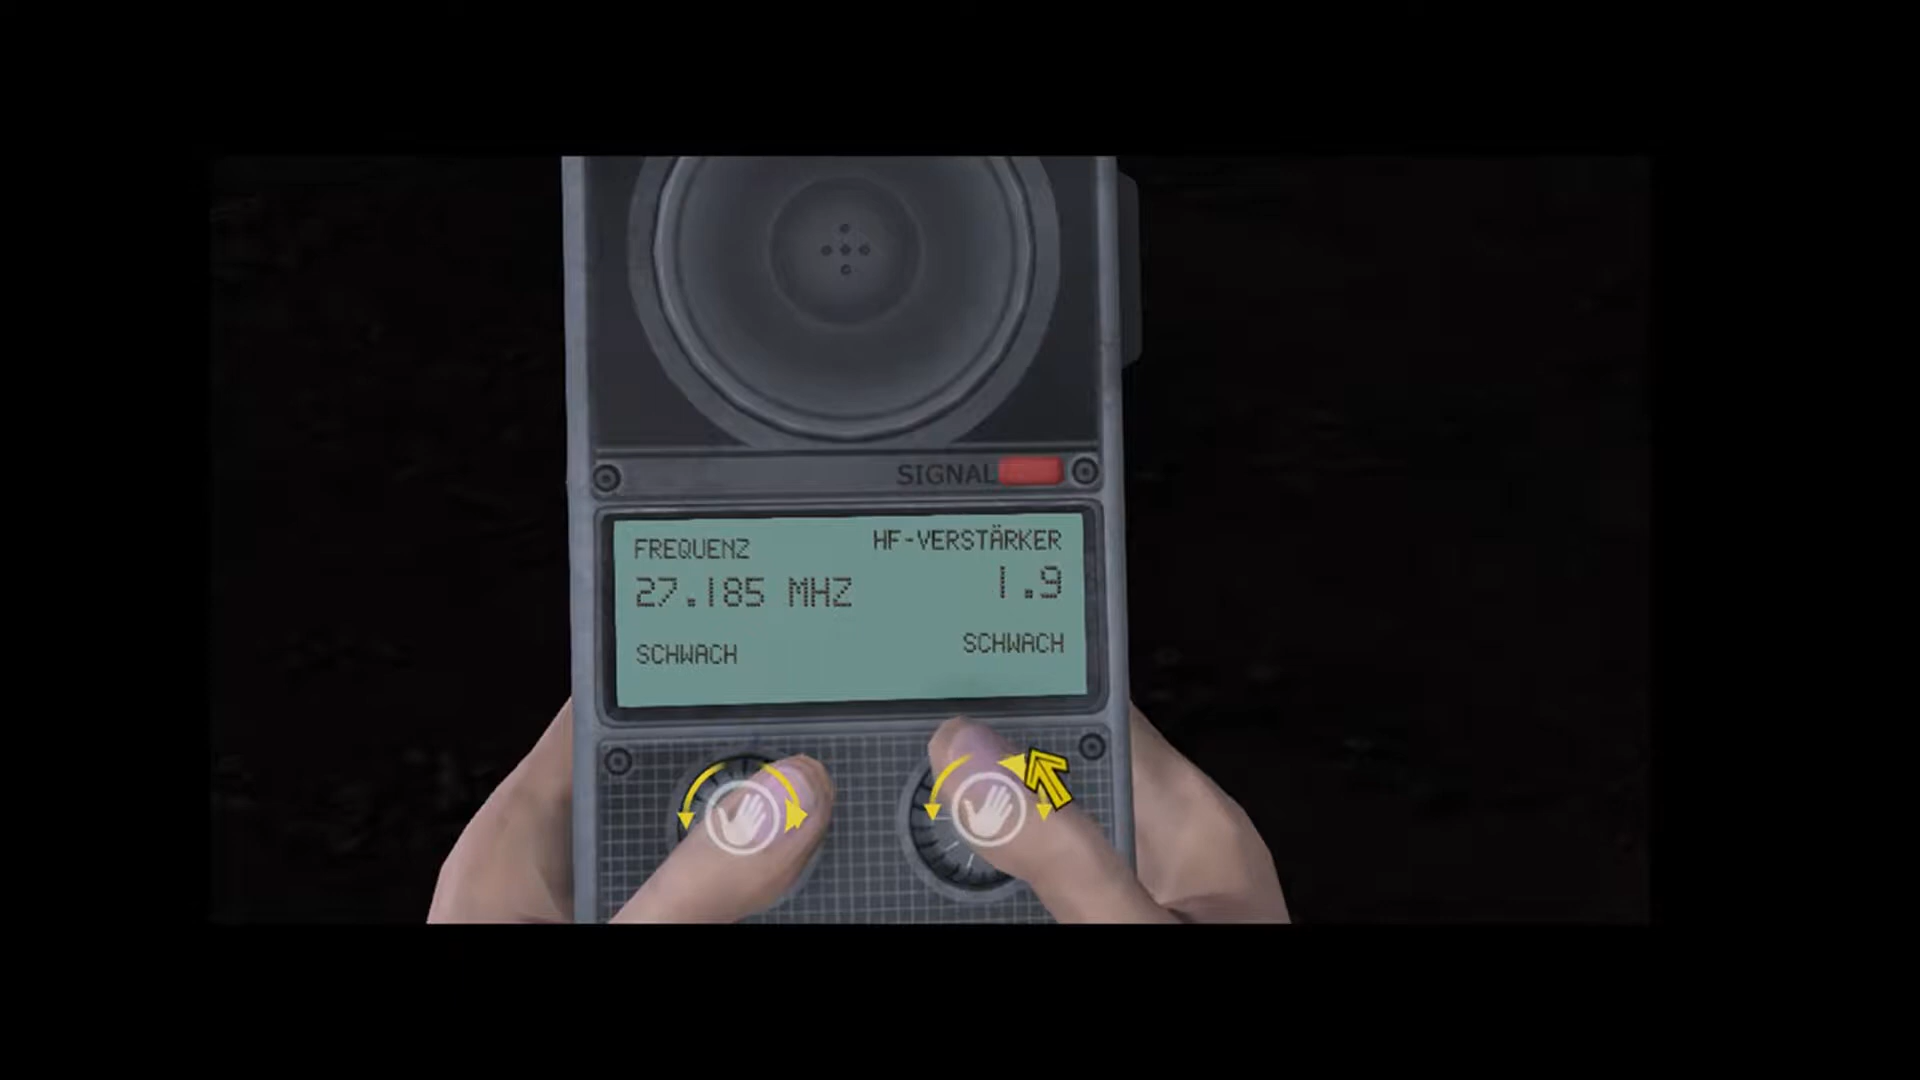 SIGNAL
FREQUENZ
HF-VERSTÄRKER
27.185 MHZ
1.9
SCHWACH
SCHWACH